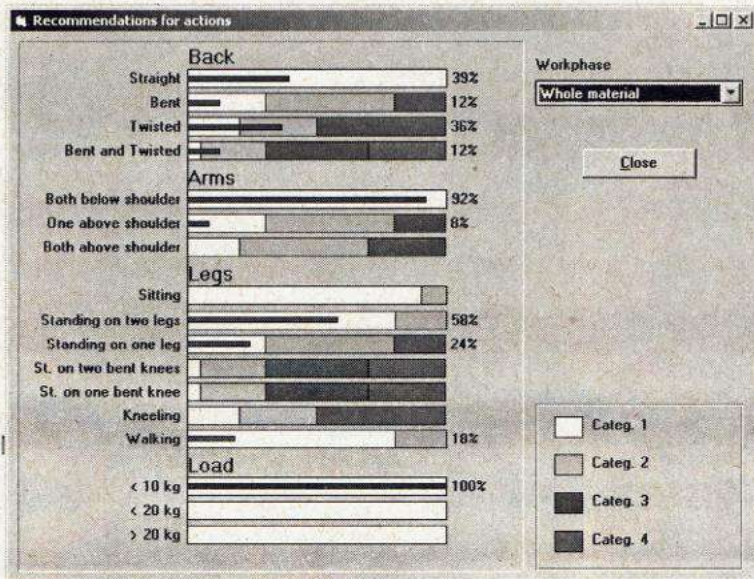 Recommendations for actions
Back
Straight 39%
Bent 12%
Twisted 36%
Bent and Twisted 12%
Arms
Both below shoulder 92%
One above shoulder 8%
Both above shoulder
Legs
Sitting
Standing on two legs 58%
Standing on one leg 24%
St. on two bent knees
St. on one bent knee
Kneeling
Walking 18%
Load
< 10 kg 100%
< 20 kg
> 20 kg
Workphase
Whole material
Close
Categ. 1
Categ. 2
Categ. 3
Categ. 4